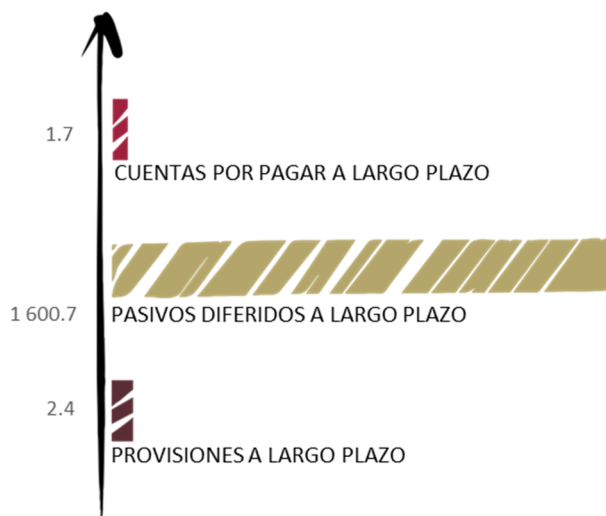 1.7
CUENTAS POR PAGAR A LARGO PLAZO
1 600.7
PASIVOS DIFERIDOS A LARGO PLAZO
2.4
PROVISIONES A LARGO PLAZO